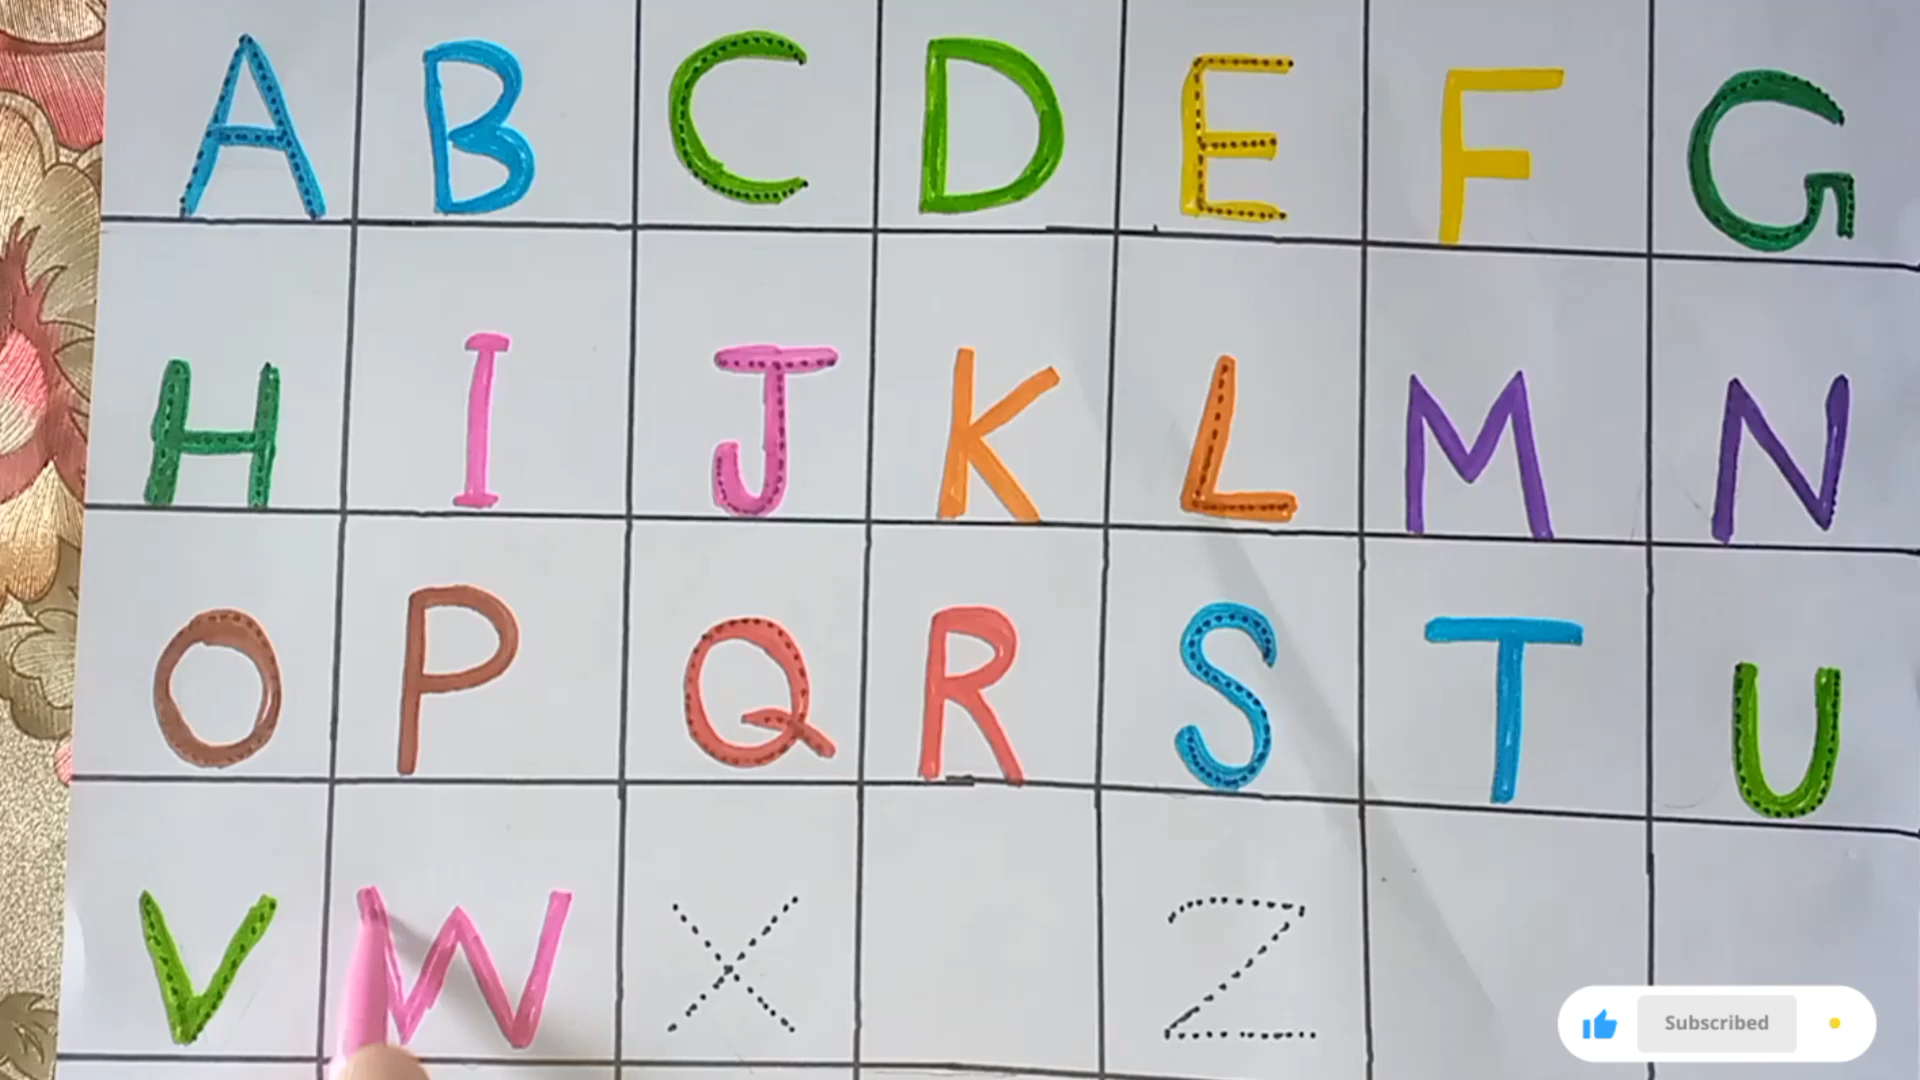 A B C D E F G
H I J K L M N
O P Q R S T U
V W X Z
Subscribed